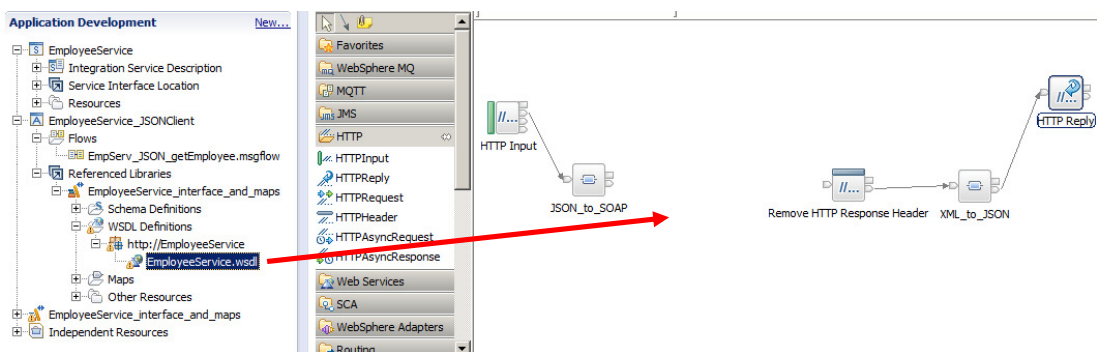 Application Development New...
EmployeeService
Integration Service Description
Service Interface Location
Resources
EmployeeService_JSONClient
Flows
EmpServ_JSON_getEmployee.msgflow
Referenced Libraries
EmployeeService_interface_and_maps
Schema Definitions
WSDL Definitions
http://EmployeeService
EmployeeService.wsdl
Maps
Other Resources
EmployeeService_interface_and_maps
Independent Resources
Favorites
WebSphere MQ
MQTT
JMS
HTTP
HTTPInput
HTTPReply
HTTPRequest
HTTPHeader
HTTPAsyncRequest
HTTPAsyncResponse
Web Services
SCA
WebSphere Adapters
Routing
HTTP Input
JSON_to_SOAP
Remove HTTP Response Header
XML_to_JSON
HTTP Reply